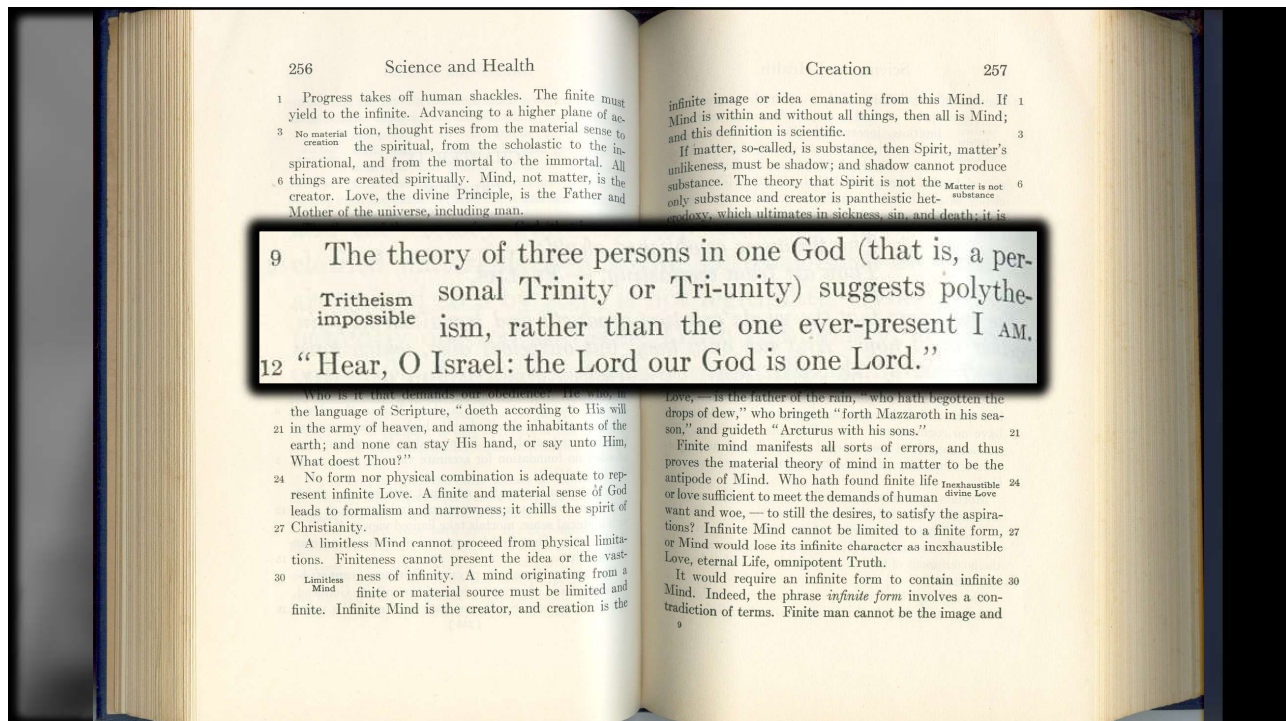 256 Science and Health
1 Progress takes off human shackles. The finite must
yield to the infinite. Advancing to a higher plane of ac-
3 No material tion, thought rises from the material sense to
creation the spiritual, from the scholastic to the in-
spirational, and from the mortal to the immortal. All
6 things are created spiritually. Mind, not matter, is the
creator. Love, the divine Principle, is the Father and
Mother of the universe, including man.
9 The theory of three persons in one God (that is, a per-
Tritheism sonal Trinity or Tri-unity) suggests polythe-
impossible ism, rather than the one ever-present I AM.
12 “Hear, O Israel: the Lord our God is one Lord.”
Who is it that demands our obedience? He who, in
the language of Scripture, “doeth according to His will
21 in the army of heaven, and among the inhabitants of the
earth; and none can stay His hand, or say unto Him,
What doest Thou?”
24 No form nor physical combination is adequate to rep-
resent infinite Love. A finite and material sense of God
leads to formalism and narrowness; it chills the spirit of
27 Christianity.
A limitless Mind cannot proceed from physical limita-
tions. Finiteness cannot present the idea or the vast-
30 Limitless ness of infinity. A mind originating from a
Mind finite or material source must be limited and
finite. Infinite Mind is the creator, and creation is the
Creation 257
infinite image or idea emanating from this Mind. If 1
Mind is within and without all things, then all is Mind;
and this definition is scientific. 3
If matter, so-called, is substance, then Spirit, matter’s
unlikeness, must be shadow; and shadow cannot produce
substance. The theory that Spirit is not the Matter is not 6
only substance and creator is pantheistic het- substance
erodoxy, which ultimates in sickness, sin, and death; it is
Love, — is the father of the rain, “who hath begotten the
drops of dew,” who bringeth “forth Mazzaroth in his sea-
son,” and guideth “Arcturus with his sons.” 21
Finite mind manifests all sorts of errors, and thus
proves the material theory of mind in matter to be the
antipode of Mind. Who hath found finite life Inexhaustible 24
or love sufficient to meet the demands of human divine Love
want and woe, — to still the desires, to satisfy the aspira-
tions? Infinite Mind cannot be limited to a finite form, 27
or Mind would lose its infinite character as inexhaustible
Love, eternal Life, omnipotent Truth.
It would require an infinite form to contain infinite 30
Mind. Indeed, the phrase infinite form involves a con-
tradiction of terms. Finite man cannot be the image and
9